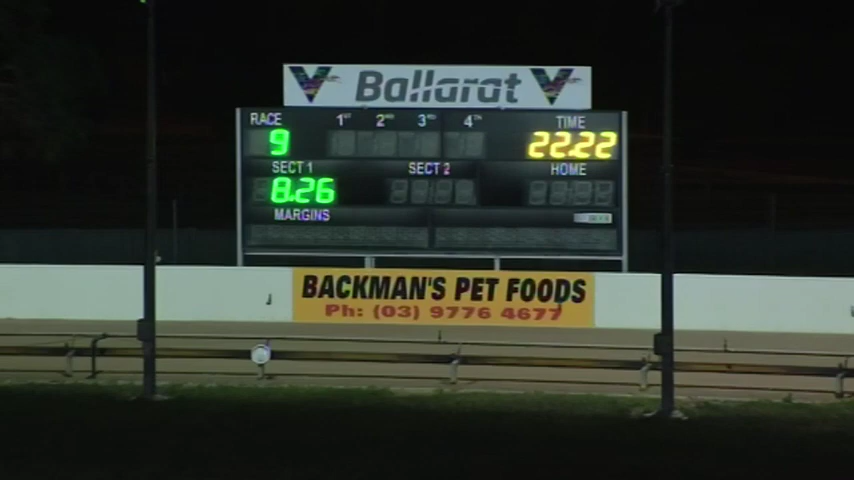 Ballarat
RACE 1ST 2ND 3RD 4TH TIME
9 22.22
SECT 1 SECT 2 HOME
8.26
MARGINS
BACKMAN'S PET FOODS
Ph: (03) 9776 4677